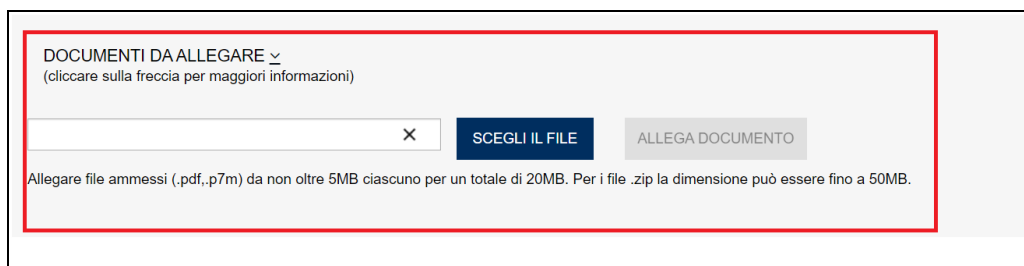 DOCUMENTI DA ALLEGARE
(cliccare sulla freccia per maggiori informazioni)
SCEGLI IL FILE
ALLEGA DOCUMENTO
Allegare file ammessi (.pdf,.p7m) da non oltre 5MB ciascuno per un totale di 20MB. Per i file .zip la dimensione può essere fino a 50MB.